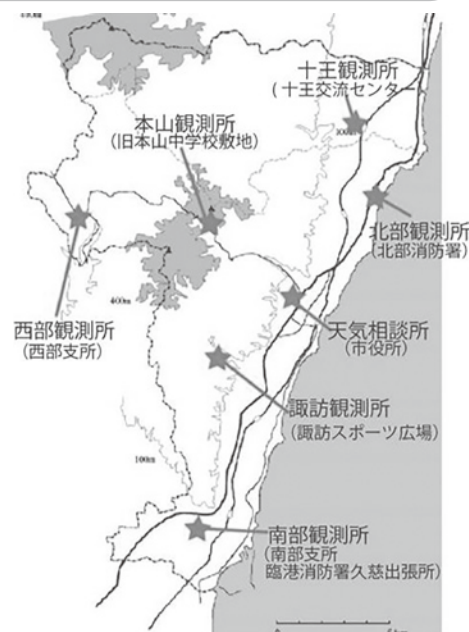 十王観測所
(十王交流センター
本山観測所
(旧本山中学校敷地)
北部観測所
(北部消防署)
400m
西部観測所
(西部支所)
天気相談所
(市役所)
諏訪観測所
(諏訪スポーツ広場)
100m
南部観測所
(南部支所
臨港消防署久慈出張所)